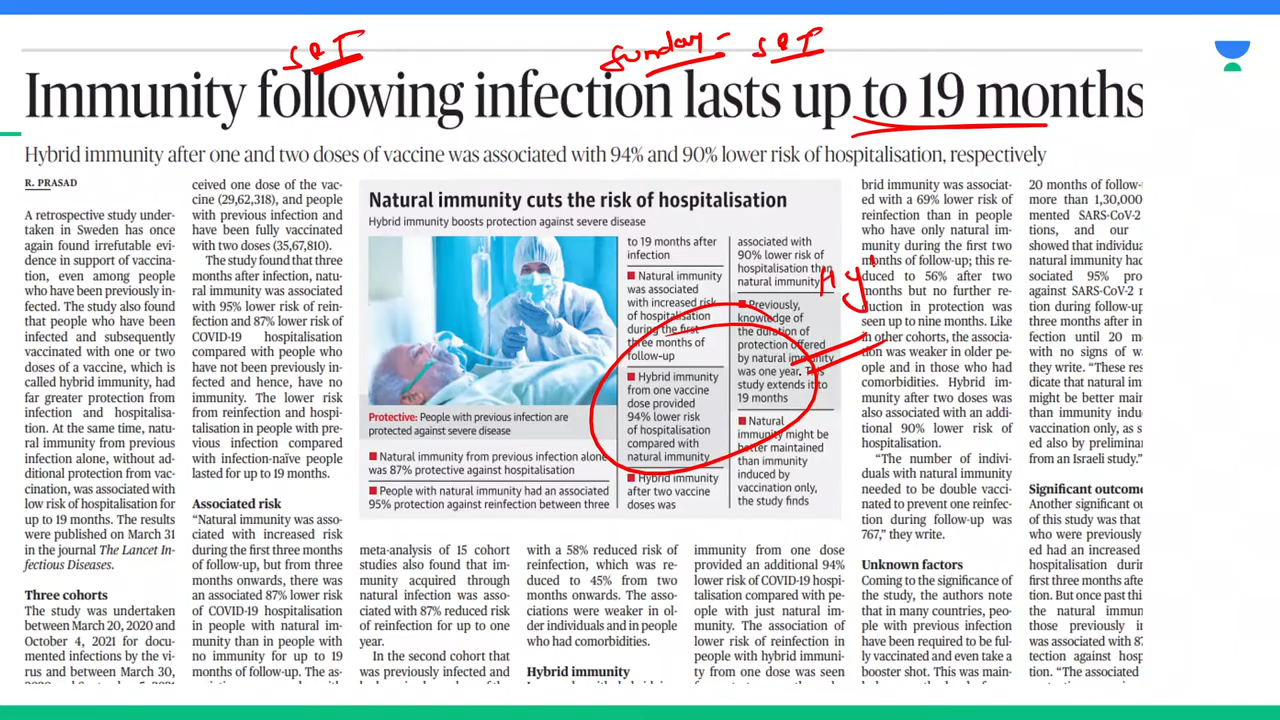 S & I
Sunday - S & I
Immunity following infection lasts up to 19 months
Hybrid immunity after one and two doses of vaccine was associated with 94% and 90% lower risk of hospitalisation, respectively
R. PRASAD
A retrospective study under-
taken in Sweden has once
again found irrefutable evi-
dence in support of vaccina-
tion, even among people
who have been previously in-
fected. The study also found
that people who have been
infected and subsequently
vaccinated with one or two
doses of a vaccine, which is
called hybrid immunity, had
far greater protection from
infection and hospitalisa-
tion. At the same time, natu-
ral immunity from previous
infection alone, without ad-
ditional protection from vac-
cination, was associated with
low risk of hospitalisation for
up to 19 months. The results
were published on March 31
in the journal The Lancet In-
fectious Diseases.
Three cohorts
The study was undertaken
between March 20, 2020 and
October 4, 2021 for docu-
mented infections by the vi-
rus and between March 30,
ceived one dose of the vac-
cine (29,62,318), and people
with previous infection and
have been fully vaccinated
with two doses (35,67,810).
The study found that three
months after infection, natu-
ral immunity was associated
with 95% lower risk of rein-
fection and 87% lower risk of
COVID-19 hospitalisation
compared with people who
have not been previously in-
fected and hence, have no
immunity. The lower risk
from reinfection and hospi-
talisation in people with pre-
vious infection compared
with infection-naïve people
lasted for up to 19 months.
Associated risk
“Natural immunity was asso-
ciated with increased risk
during the first three months
of follow-up, but from three
months onwards, there was
an associated 87% lower risk
of COVID-19 hospitalisation
in people with natural im-
munity than in people with
no immunity for up to 19
months of follow-up. The as-
Natural immunity cuts the risk of hospitalisation
Hybrid immunity boosts protection against severe disease
Protective: People with previous infection are
protected against severe disease
■ Natural immunity from previous infection alone
was 87% protective against hospitalisation
■ People with natural immunity had an associated
95% protection against reinfection between three
to 19 months after
infection
■ Natural immunity
was associated
with increased risk
of hospitalisation
during the first
three months of
follow-up
■ Hybrid immunity
from one vaccine
dose provided
94% lower risk
of hospitalisation
compared with
natural immunity
■ Hybrid immunity
after two vaccine
doses was
associated with
90% lower risk of
hospitalisation than
natural immunity
■ Previously,
knowledge of
the duration of
protection offered
by natural immunity
was one year. This
study extends it to
19 months
■ Natural
immunity might be
better maintained
than immunity
induced by
vaccination only,
the study finds
Hy
meta-analysis of 15 cohort
studies also found that im-
munity acquired through
natural infection was asso-
ciated with 87% reduced risk
of reinfection for up to one
year.
In the second cohort that
was previously infected and
with a 58% reduced risk of
reinfection, which was re-
duced to 45% from two
months onwards. The asso-
ciations were weaker in ol-
der individuals and in people
who had comorbidities.
Hybrid immunity
immunity from one dose
provided an additional 94%
lower risk of COVID-19 hospi-
talisation compared with peo-
ple with just natural im-
munity. The association of
lower risk of reinfection in
people with hybrid immuni-
ty from one dose was seen
brid immunity was associat-
ed with a 69% lower risk of
reinfection than in people
who have only natural im-
munity during the first two
months of follow-up; this re-
duced to 56% after two
months but no further re-
duction in protection was
seen up to nine months. Like
in other cohorts, the associa-
tion was weaker in older peo-
ple and in those who had
comorbidities. Hybrid im-
munity after two doses was
also associated with an addi-
tional 90% lower risk of
hospitalisation.
“The number of indivi-
duals with natural immunity
needed to be double vacci-
nated to prevent one reinfec-
tion during follow-up was
767,” they write.
Unknown factors
Coming to the significance of
the study, the authors note
that in many countries, peo-
ple with previous infection
have been required to be ful-
ly vaccinated and even take a
booster shot. This was main-
20 months of follow-
more than 1,30,000
mented SARS-CoV-2
tions, and our
showed that individua
natural immunity had
sociated 95% pro
against SARS-CoV-2 r
tion during follow-up
three months after in
fection until 20 m
with no signs of w
they write. “These res
dicate that natural im
might be better main
than immunity indu
vaccination only, as s
ed also by preliminar
from an Israeli study.”
Significant outcome
Another significant ou
of this study was that
who were previously
ed had an increased
hospitalisation durin
first three months afte
tion. But once past thi
the natural immun
those previously i
was associated with 87
tection against hosp
tion. “The associated